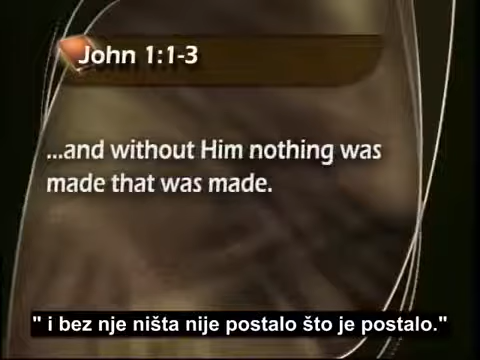 John 1:1-3
...and without Him nothing was
made that was made.
" i bez nje ništa nije postalo što je postalo."